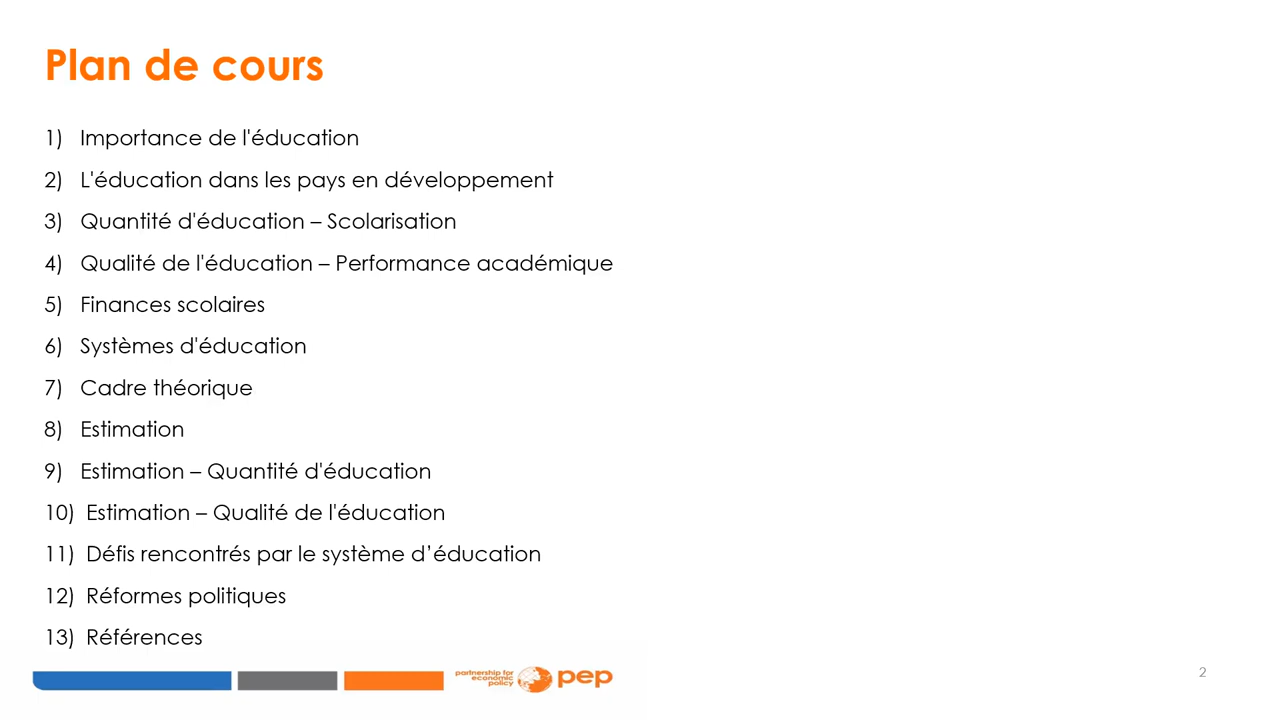 Plan de cours
1) Importance de l'éducation
2) L'éducation dans les pays en développement
3) Quantité d'éducation – Scolarisation
4) Qualité de l'éducation – Performance académique
5) Finances scolaires
6) Systèmes d'éducation
7) Cadre théorique
8) Estimation
9) Estimation – Quantité d'éducation
10) Estimation – Qualité de l'éducation
11) Défis rencontrés par le système d’éducation
12) Réformes politiques
13) Références
partnership for
economic
policy
pep
2